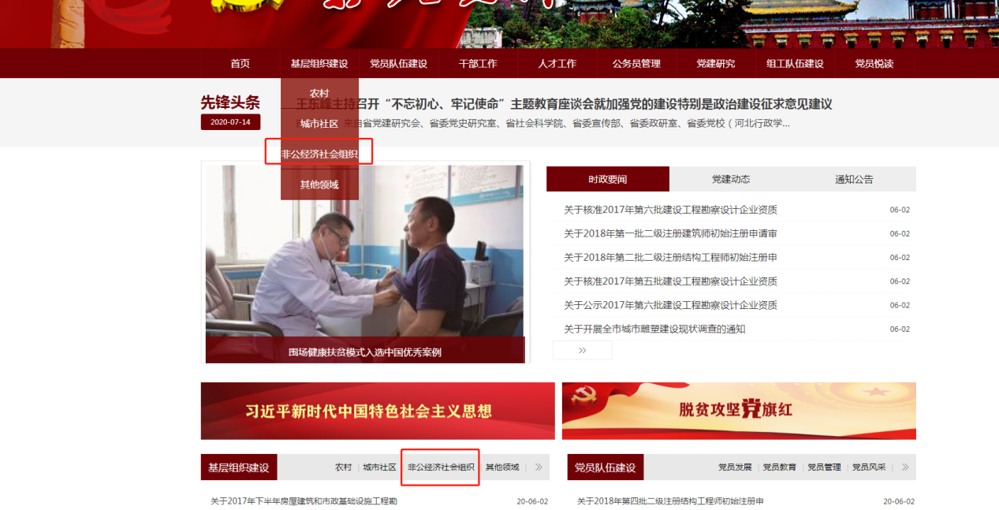 首页 基层组织建设 党员队伍建设 干部工作 人才工作 公务员管理 党建研究 组工队伍建设 党员悦读
农村
城市社区
非公经济社会组织
其他领域
先锋头条
2020-07-14
王东峰主持召开“不忘初心、牢记使命”主题教育座谈会就加强党的建设特别是政治建设征求意见建议
来自省党建研究会、省委党史研究室、省社会科学院、省委宣传部、省委政研室、省委党校（河北行政学...
围场健康扶贫模式入选中国优秀案例
时政要闻 党建动态 通知公告
关于核准2017年第六批建设工程勘察设计企业资质 06-02
关于2018年第一批二级注册建筑师初始注册申请审 06-02
关于2018年第二批二级注册结构工程师初始注册申 06-02
关于核准2017年第五批建设工程勘察设计企业资质 06-02
关于公示2017年第六批建设工程勘察设计企业资质 06-02
关于开展全市城市雕塑建设现状调查的通知 06-02
>>
习近平新时代中国特色社会主义思想
脱贫攻坚党旗红
基层组织建设 农村 城市社区 非公经济社会组织 其他领域 >>
关于2017年下半年房屋建筑和市政基础设施工程勘 20-06-02
党员队伍建设 党员发展 党员教育 党员管理 党员风采 >>
关于2018年第四批二级注册结构工程师初始注册申 20-06-02